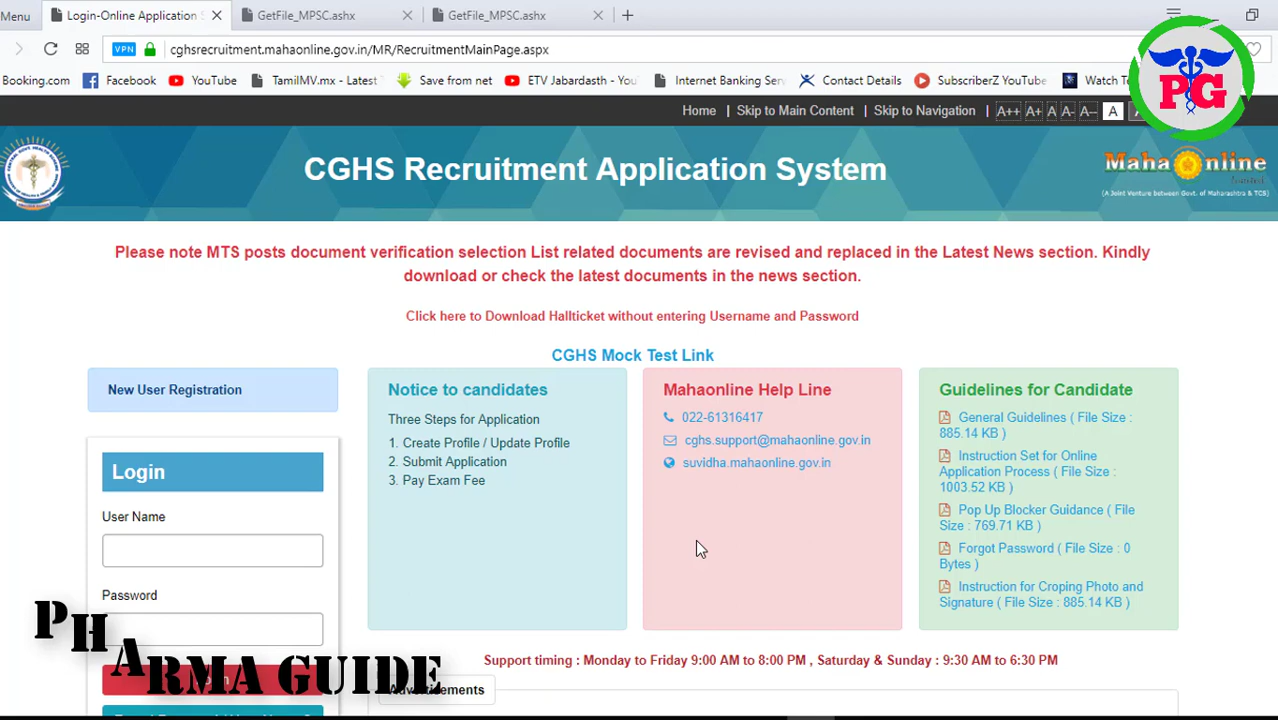 Menu
Login-Online Application S
GetFile_MPSC.ashx
GetFile_MPSC.ashx
VPN
cghsrecruitment.mahaonline.gov.in/MR/RecruitmentMainPage.aspx
Booking.com
Facebook
YouTube
TamilMV.mx - Latest
Save from net
ETV Jabardasth - You
Internet Banking Ser
Contact Details
SubscriberZ YouTube
Watch To
PG
Home | Skip to Main Content | Skip to Navigation | A++ A+ A A- A-- A
CGHS Recruitment Application System
MahaOnline
limited
(A Joint Venture between Govt. of Maharashtra & TCS)
Please note MTS posts document verification selection List related documents are revised and replaced in the Latest News section. Kindly
download or check the latest documents in the news section.
Click here to Download Hallticket without entering Username and Password
CGHS Mock Test Link
New User Registration
Login
User Name
Password
Notice to candidates
Three Steps for Application
1. Create Profile / Update Profile
2. Submit Application
3. Pay Exam Fee
Mahaonline Help Line
022-61316417
cghs.support@mahaonline.gov.in
suvidha.mahaonline.gov.in
Guidelines for Candidate
General Guidelines ( File Size :
885.14 KB )
Instruction Set for Online
Application Process ( File Size :
1003.52 KB )
Pop Up Blocker Guidance ( File
Size : 769.71 KB )
Forgot Password ( File Size : 0
Bytes )
Instruction for Croping Photo and
Signature ( File Size : 885.14 KB )
Support timing : Monday to Friday 9:00 AM to 8:00 PM , Saturday & Sunday : 9:30 AM to 6:30 PM
Advertisements
PHARMA GUIDE